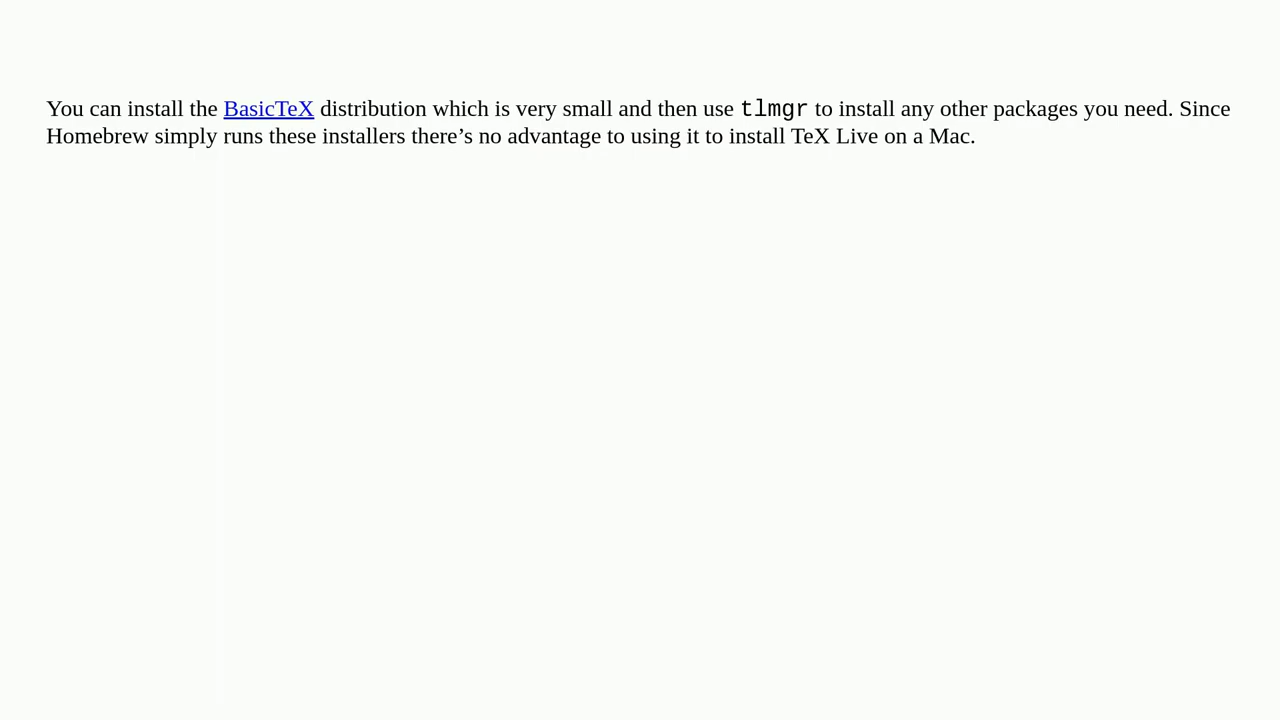 You can install the BasicTeX distribution which is very small and then use tlmgr to install any other packages you need. Since
Homebrew simply runs these installers there’s no advantage to using it to install TeX Live on a Mac.